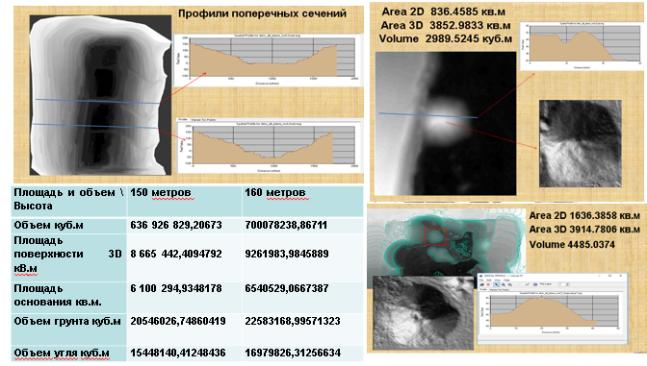 Профили поперечных сечений
Area 2D 836.4585 кв.м
Area 3D 3852.9833 кв.м
Volume 2989.5245 куб.м
Площадь и объем \ Высота
150 метров
160 метров
Объем куб.м
636 926 829,20673
700078238,86711
Площадь поверхности 3D кВ.м
8 665 442,4094792
9261983,9845889
Площадь основания кв.м.
6 100 294,9348178
6540529,0667387
Объем грунта куб.м
20546026,74860419
22583168,99571323
Объем угля куб.м
15448140,41248436
16979826,31256634
Area 2D 1636.3858 кв.м
Area 3D 3914.7806 кв.м
Volume 4485.0374